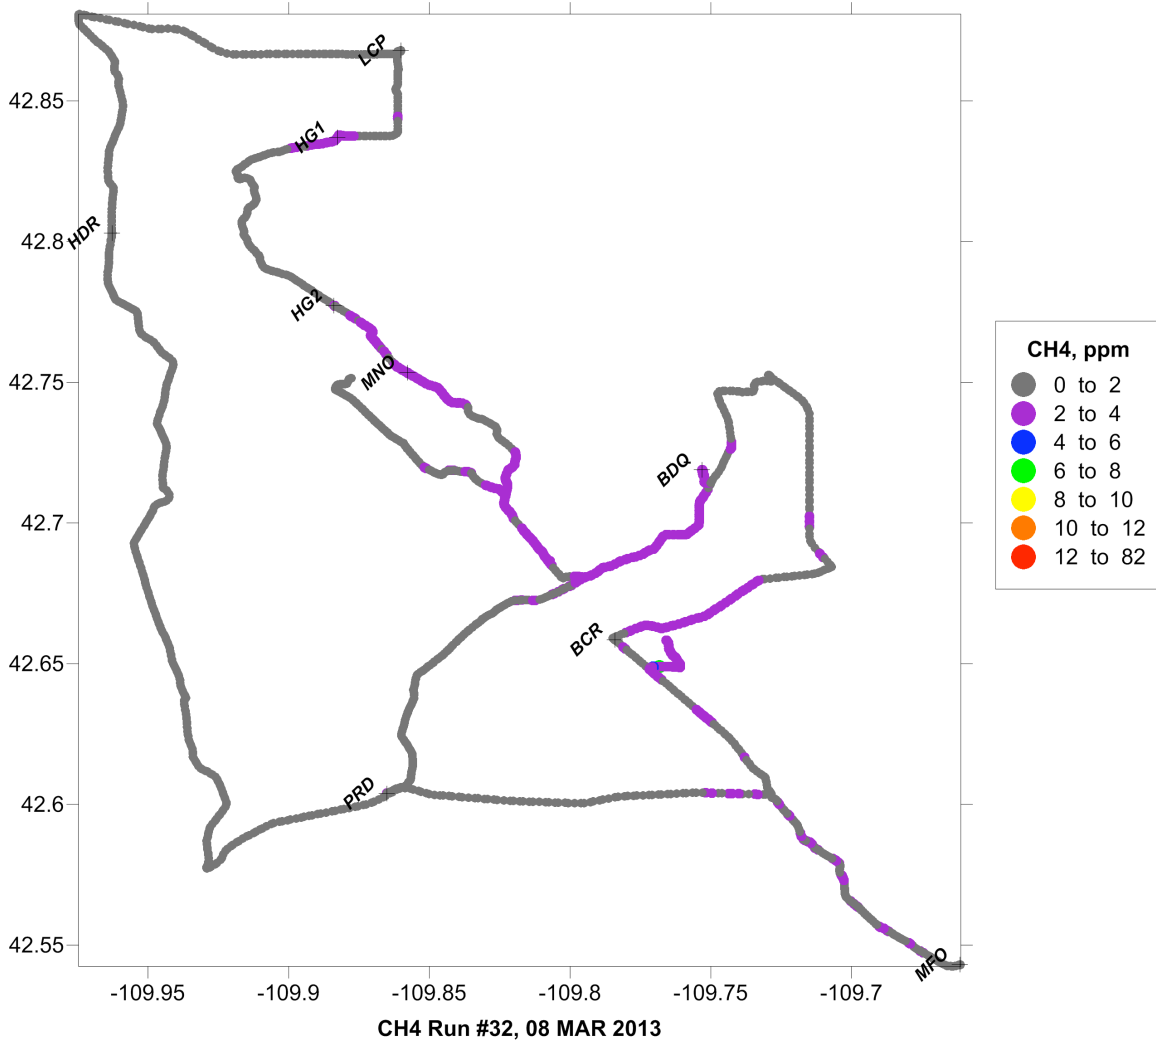 LCP
42.85
HG1
HDR
42.8
HG2
MNO
42.75
BDQ
42.7
BCR
42.65
PRD
42.6
42.55
MFO
-109.95 -109.9 -109.85 -109.8 -109.75 -109.7
CH4 Run #32, 08 MAR 2013
CH4, ppm
0 to 2
2 to 4
4 to 6
6 to 8
8 to 10
10 to 12
12 to 82